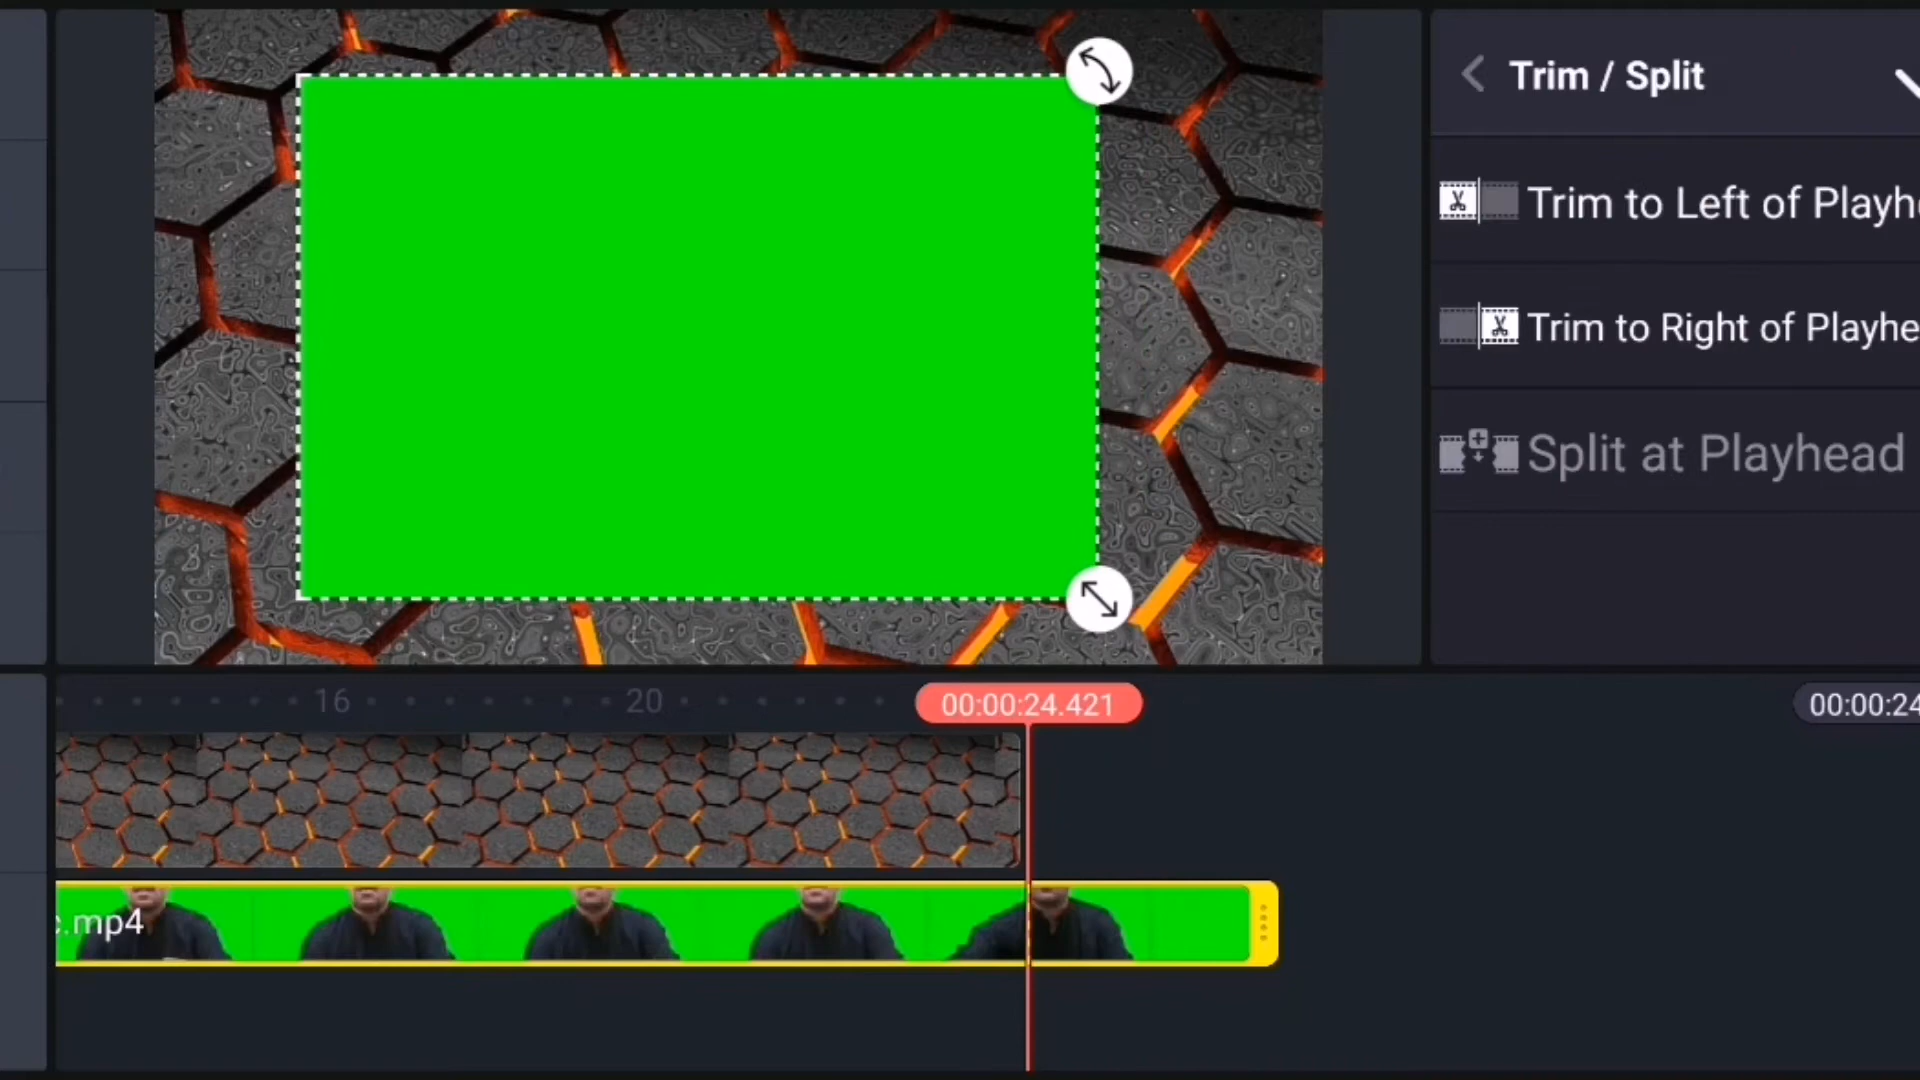 Trim / Split
Trim to Left of Playhe
Trim to Right of Playhe
Split at Playhead
16
20
00:00:24.421
00:00:24
c.mp4